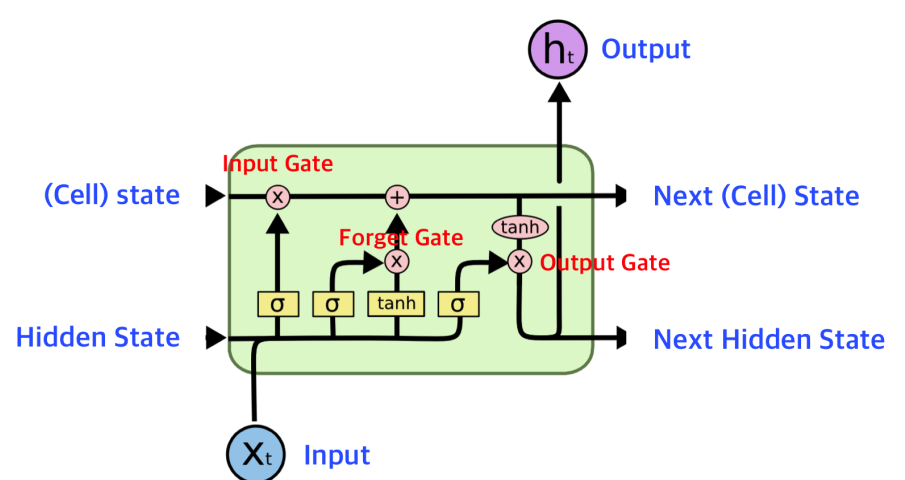 ht
Output
Input Gate
(Cell) state
x
+
Next (Cell) State
tanh
Forget Gate
x
x
Output Gate
σ
σ
tanh
σ
Hidden State
Next Hidden State
Xt
Input